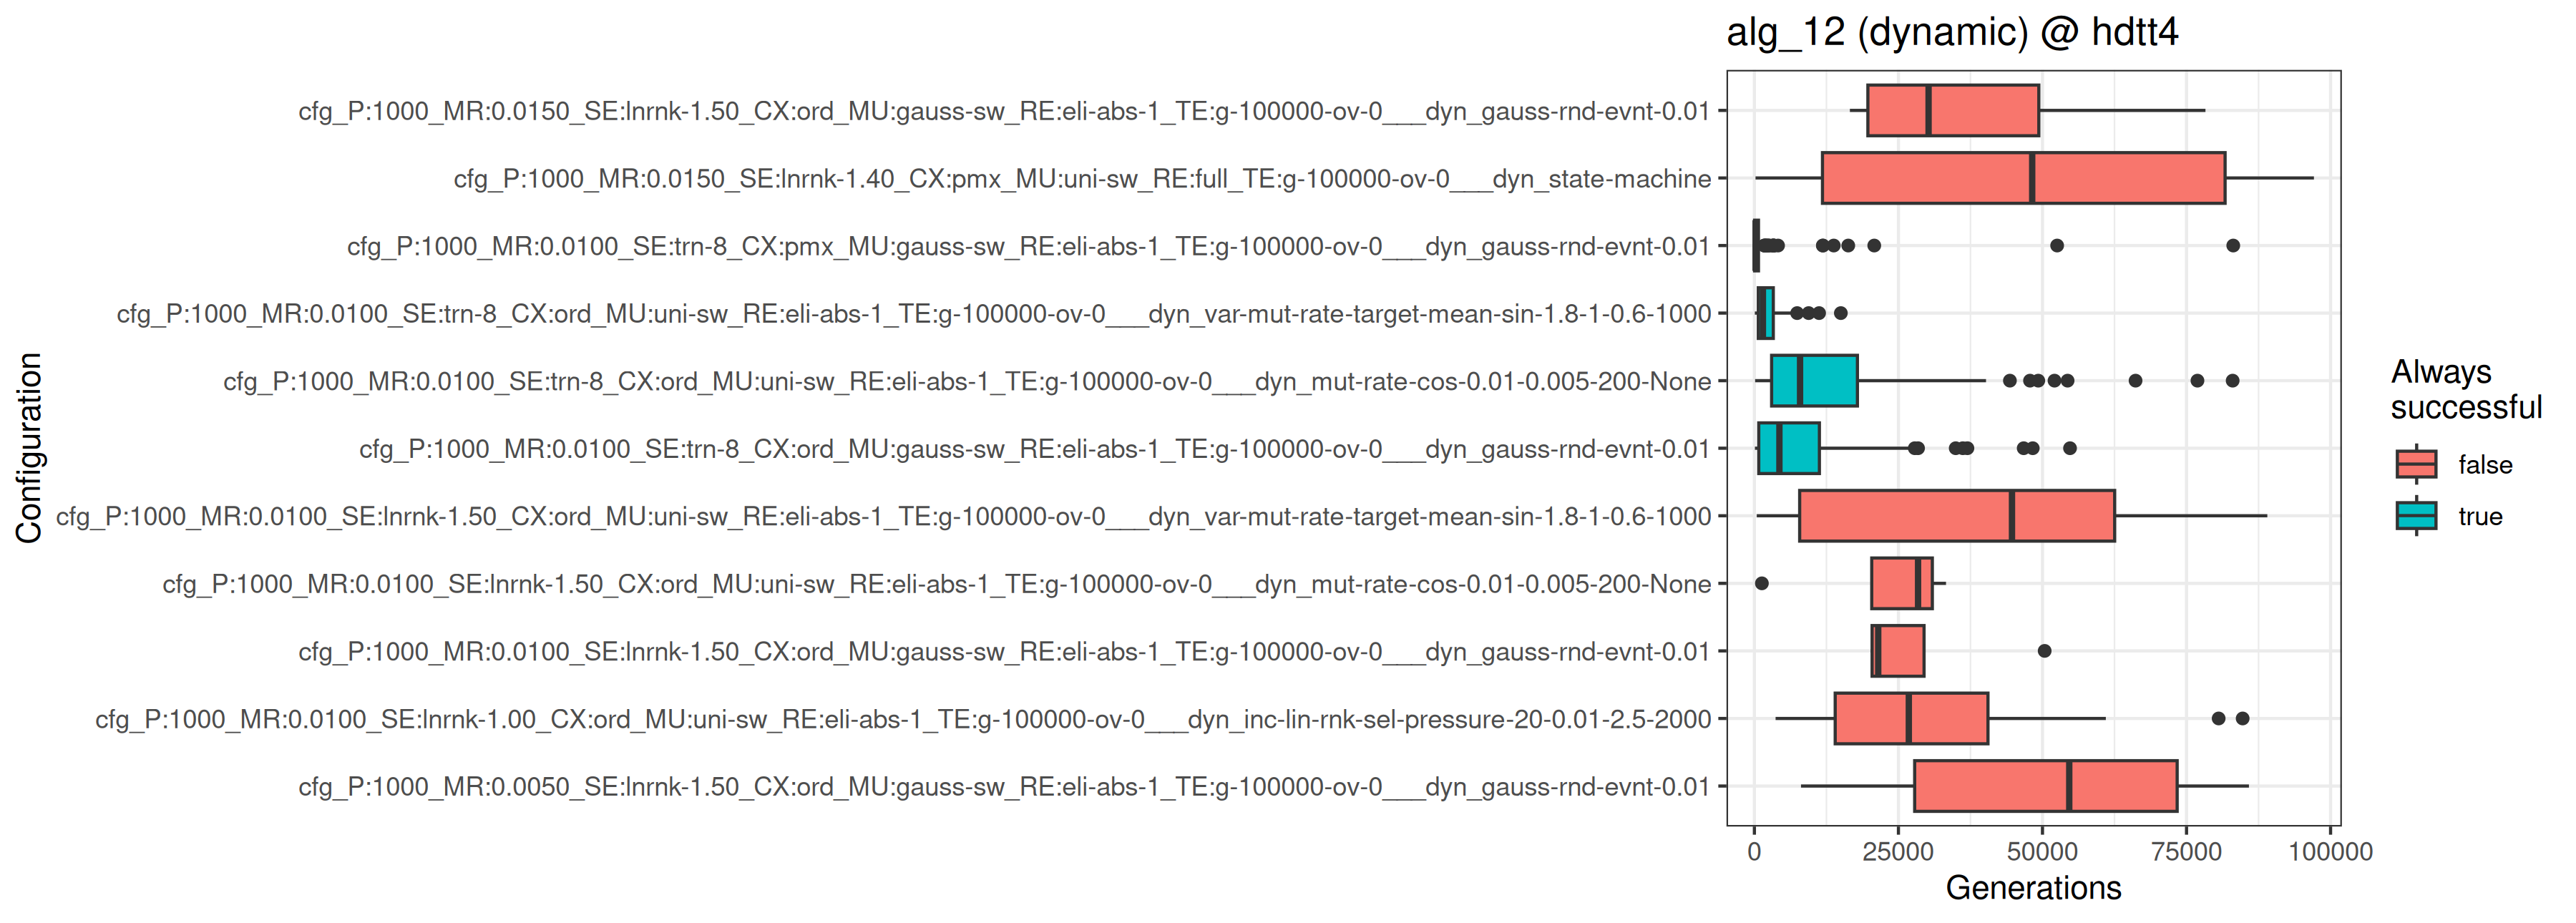 alg_12 (dynamic) @ hdtt4
cfg_P:1000_MR:0.0150_SE:lnrnk-1.50_CX:ord_MU:gauss-sw_RE:eli-abs-1_TE:g-100000-ov-0___dyn_gauss-rnd-evnt-0.01
cfg_P:1000_MR:0.0150_SE:lnrnk-1.40_CX:pmx_MU:uni-sw_RE:full_TE:g-100000-ov-0___dyn_state-machine
cfg_P:1000_MR:0.0100_SE:trn-8_CX:pmx_MU:gauss-sw_RE:eli-abs-1_TE:g-100000-ov-0___dyn_gauss-rnd-evnt-0.01
cfg_P:1000_MR:0.0100_SE:trn-8_CX:ord_MU:uni-sw_RE:eli-abs-1_TE:g-100000-ov-0___dyn_var-mut-rate-target-mean-sin-1.8-1-0.6-1000
cfg_P:1000_MR:0.0100_SE:trn-8_CX:ord_MU:uni-sw_RE:eli-abs-1_TE:g-100000-ov-0___dyn_mut-rate-cos-0.01-0.005-200-None
cfg_P:1000_MR:0.0100_SE:trn-8_CX:ord_MU:gauss-sw_RE:eli-abs-1_TE:g-100000-ov-0___dyn_gauss-rnd-evnt-0.01
cfg_P:1000_MR:0.0100_SE:lnrnk-1.50_CX:ord_MU:uni-sw_RE:eli-abs-1_TE:g-100000-ov-0___dyn_var-mut-rate-target-mean-sin-1.8-1-0.6-1000
cfg_P:1000_MR:0.0100_SE:lnrnk-1.50_CX:ord_MU:uni-sw_RE:eli-abs-1_TE:g-100000-ov-0___dyn_mut-rate-cos-0.01-0.005-200-None
cfg_P:1000_MR:0.0100_SE:lnrnk-1.50_CX:ord_MU:gauss-sw_RE:eli-abs-1_TE:g-100000-ov-0___dyn_gauss-rnd-evnt-0.01
cfg_P:1000_MR:0.0100_SE:lnrnk-1.00_CX:ord_MU:uni-sw_RE:eli-abs-1_TE:g-100000-ov-0___dyn_inc-lin-rnk-sel-pressure-20-0.01-2.5-2000
cfg_P:1000_MR:0.0050_SE:lnrnk-1.50_CX:ord_MU:gauss-sw_RE:eli-abs-1_TE:g-100000-ov-0___dyn_gauss-rnd-evnt-0.01
Configuration
0 25000 50000 75000 100000
Generations
Always
successful
false
true